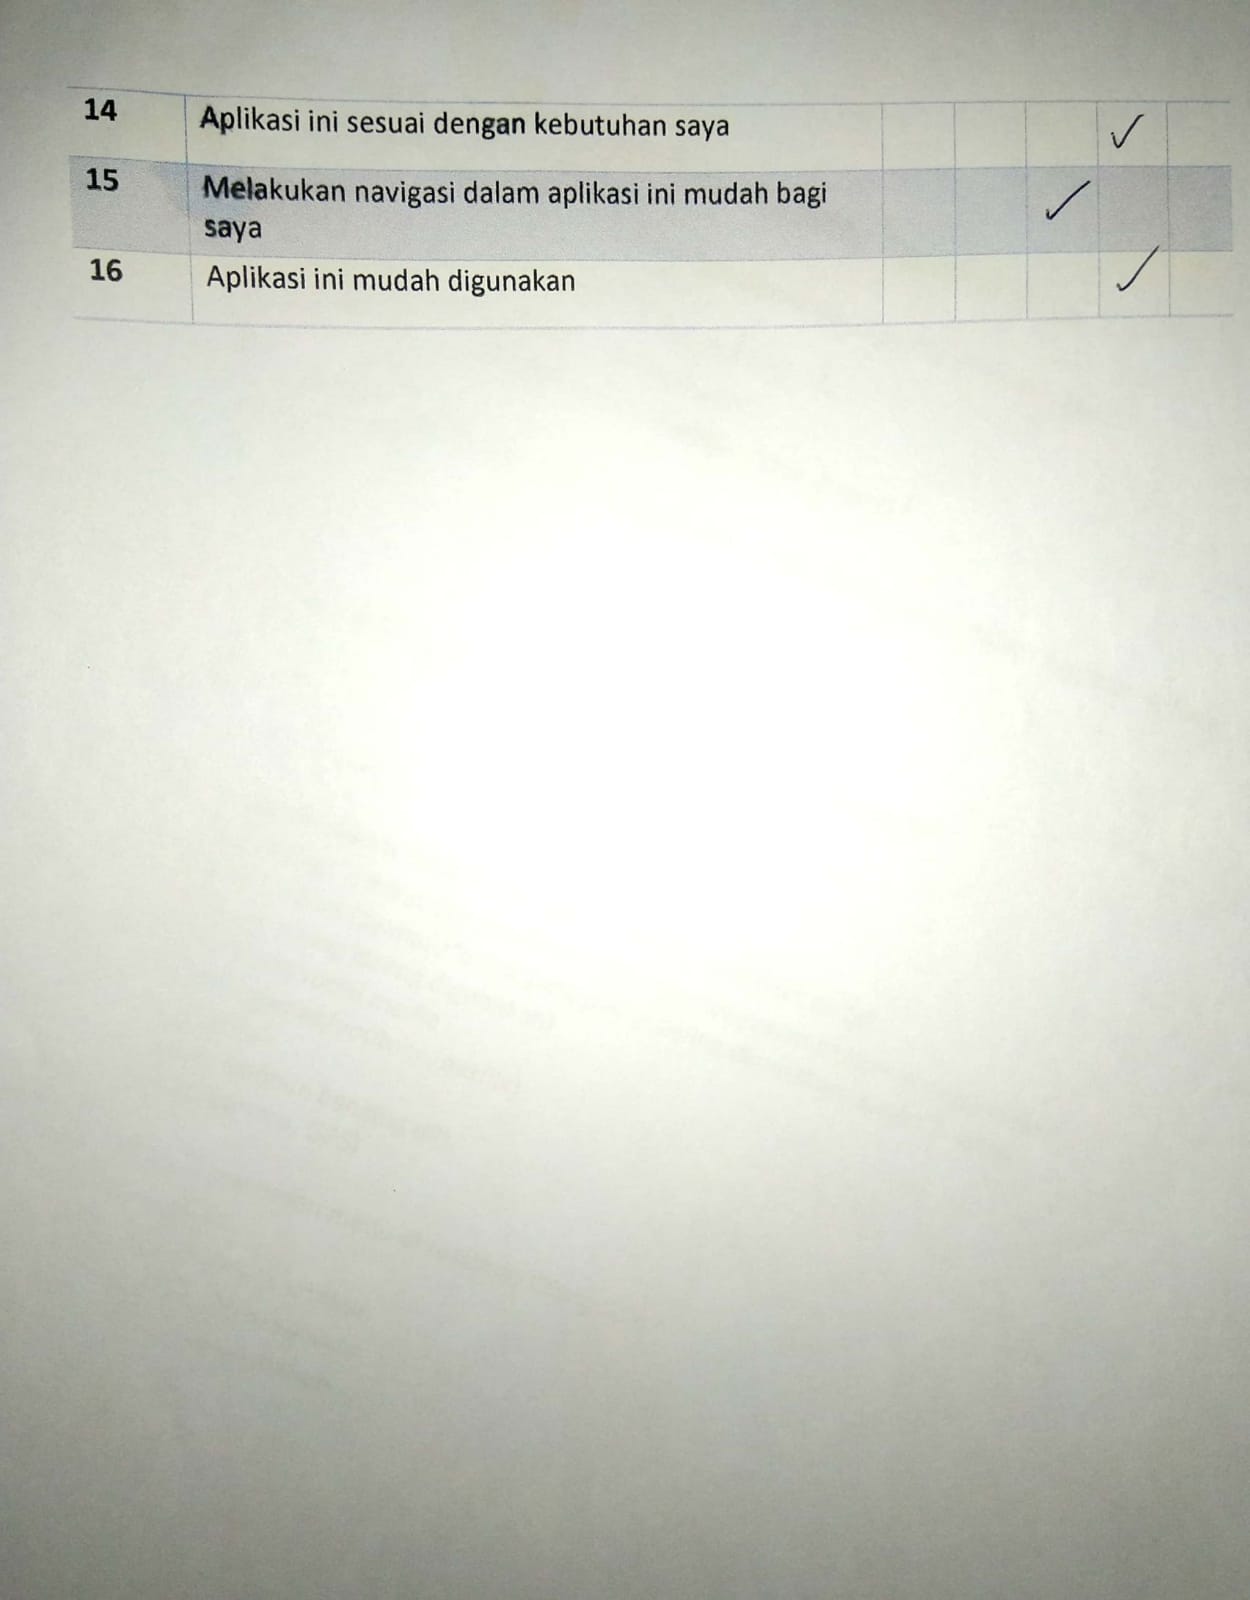 14 Aplikasi ini sesuai dengan kebutuhan saya ✓
15 Melakukan navigasi dalam aplikasi ini mudah bagi ✓
saya
16 Aplikasi ini mudah digunakan ✓